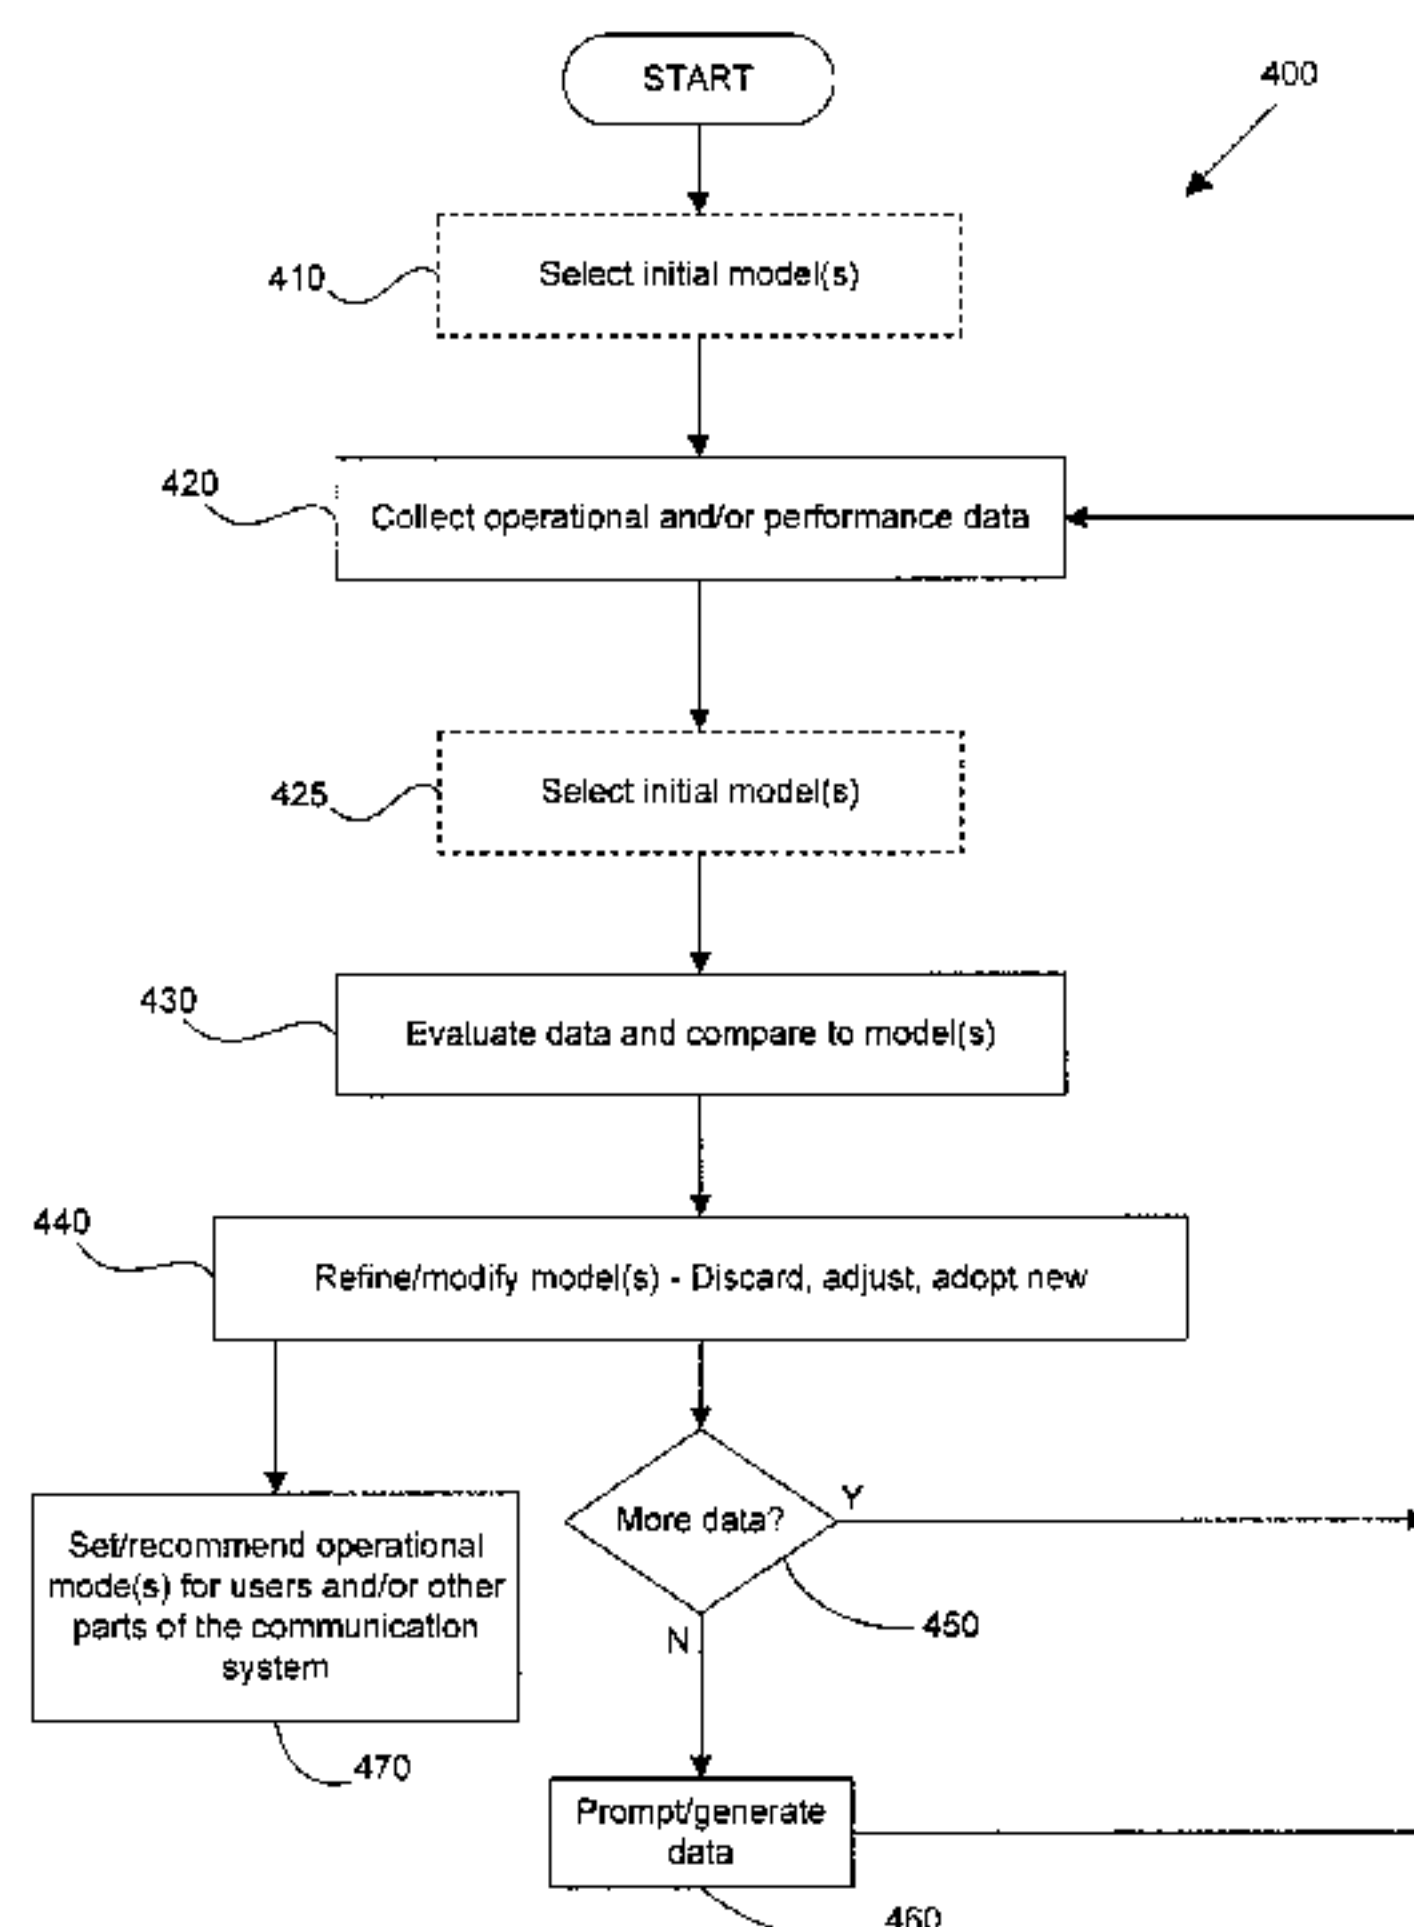 START
400
410
Select initial model(s)
420
Collect operational and/or performance data
425
Select initial model(s)
430
Evaluate data and compare to model(s)
440
Refine/modify model(s) - Discard, adjust, adopt new
More data?
Y
450
N
Set/recommend operational
mode(s) for users and/or other
parts of the communication
system
470
Prompt/generate
data
460